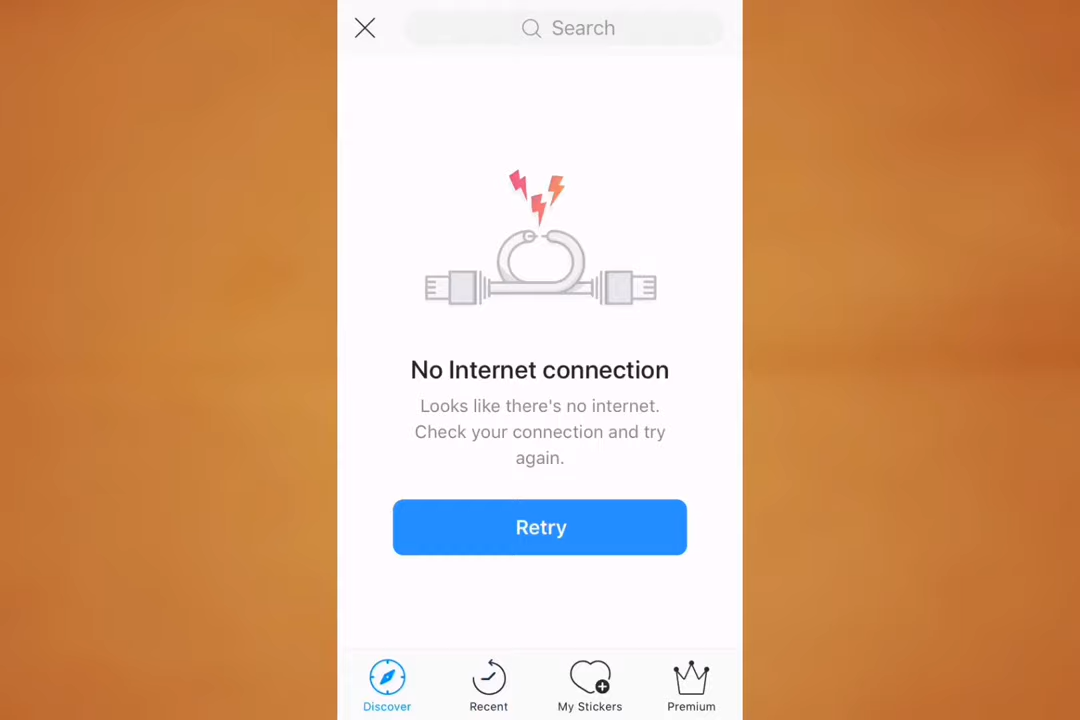 Search
No Internet connection
Looks like there's no internet.
Check your connection and try
again.
Retry
Discover
Recent
My Stickers
Premium